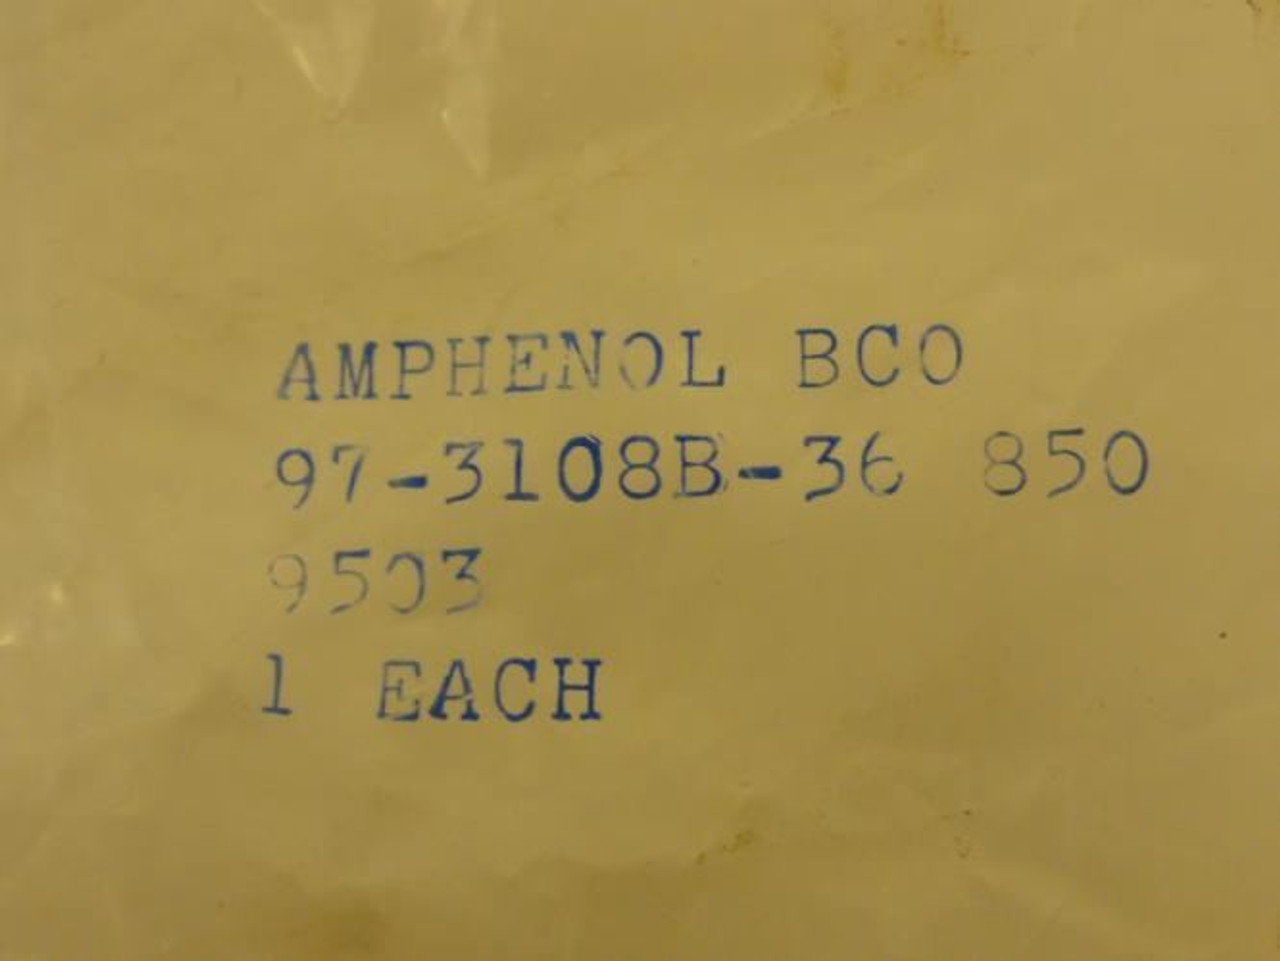 AMPHENOL BCO
97-3108B-36 850
9503
1 EACH